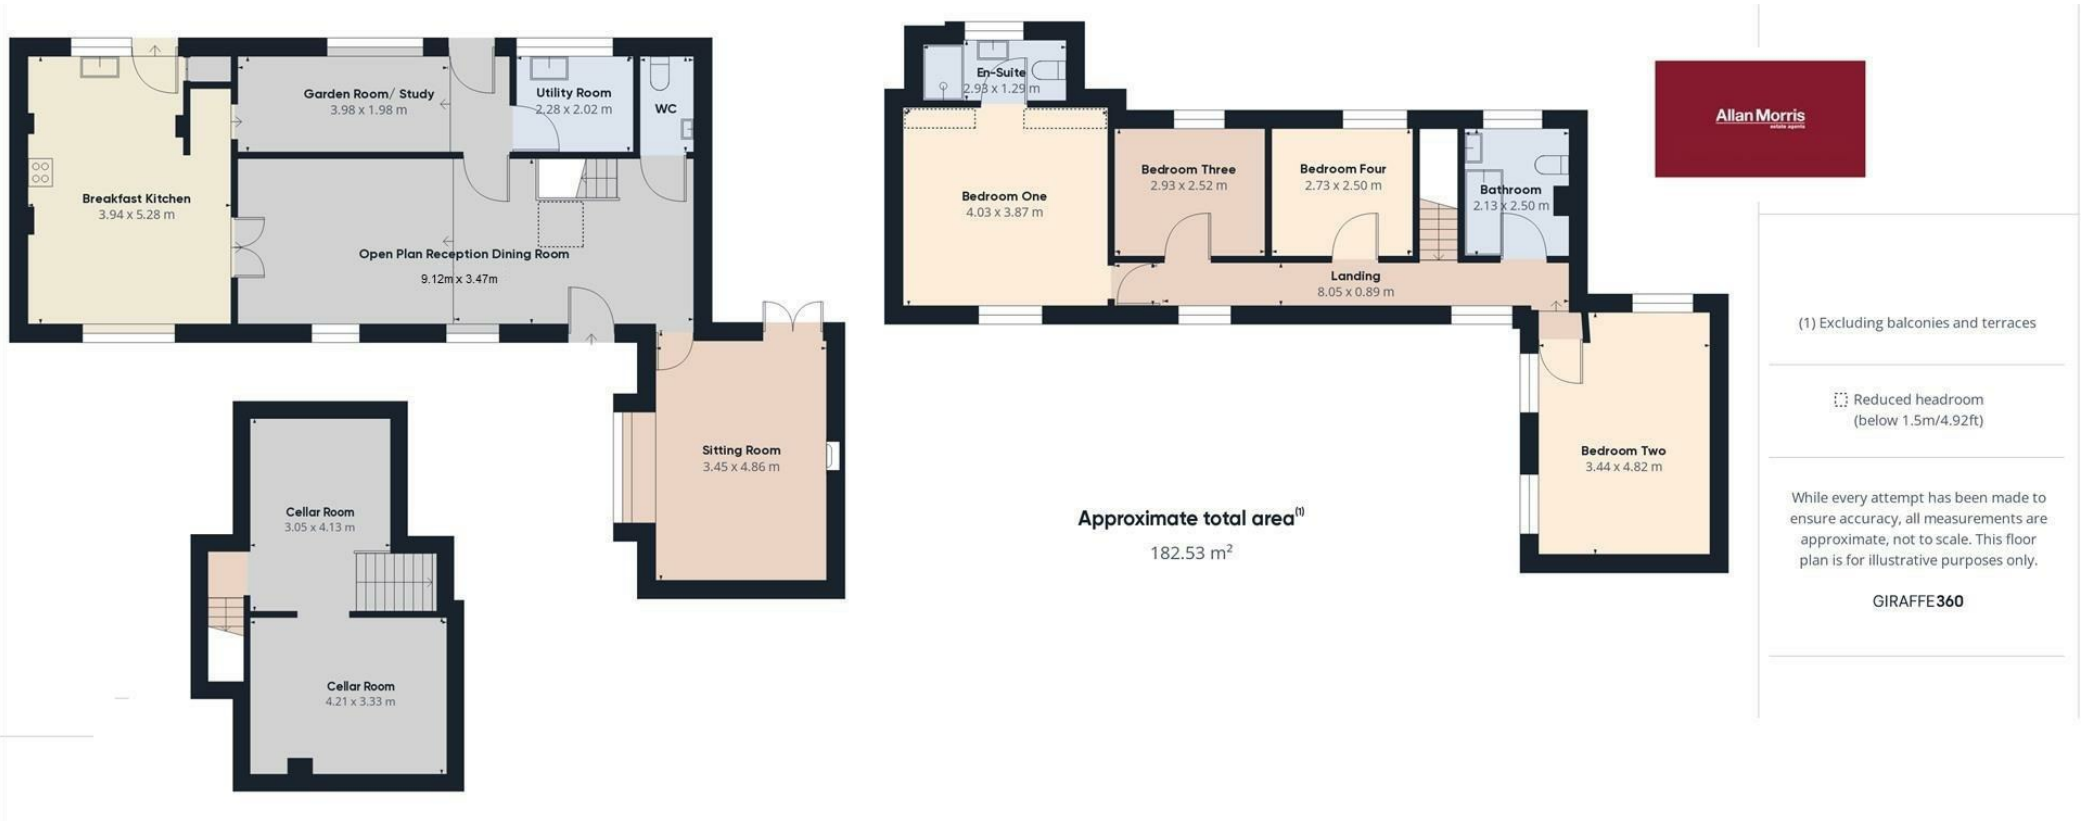 Garden Room/ Study
3.98 x 1.98 m
Utility Room
2.28 x 2.02 m
WC
Breakfast Kitchen
3.94 x 5.28 m
Open Plan Reception Dining Room
9.12m x 3.47m
Sitting Room
3.45 x 4.86 m
Cellar Room
3.05 x 4.13 m
Cellar Room
4.21 x 3.33 m
En-Suite
2.93 x 1.29 m
Bedroom One
4.03 x 3.87 m
Bedroom Three
2.93 x 2.52 m
Bedroom Four
2.73 x 2.50 m
Bathroom
2.13 x 2.50 m
Landing
8.05 x 0.89 m
Bedroom Two
3.44 x 4.82 m
Approximate total area(1)
182.53 m²
Allan Morris
estate agents
(1) Excluding balconies and terraces
Reduced headroom
(below 1.5m/4.92ft)
While every attempt has been made to
ensure accuracy, all measurements are
approximate, not to scale. This floor
plan is for illustrative purposes only.
GIRAFFE360